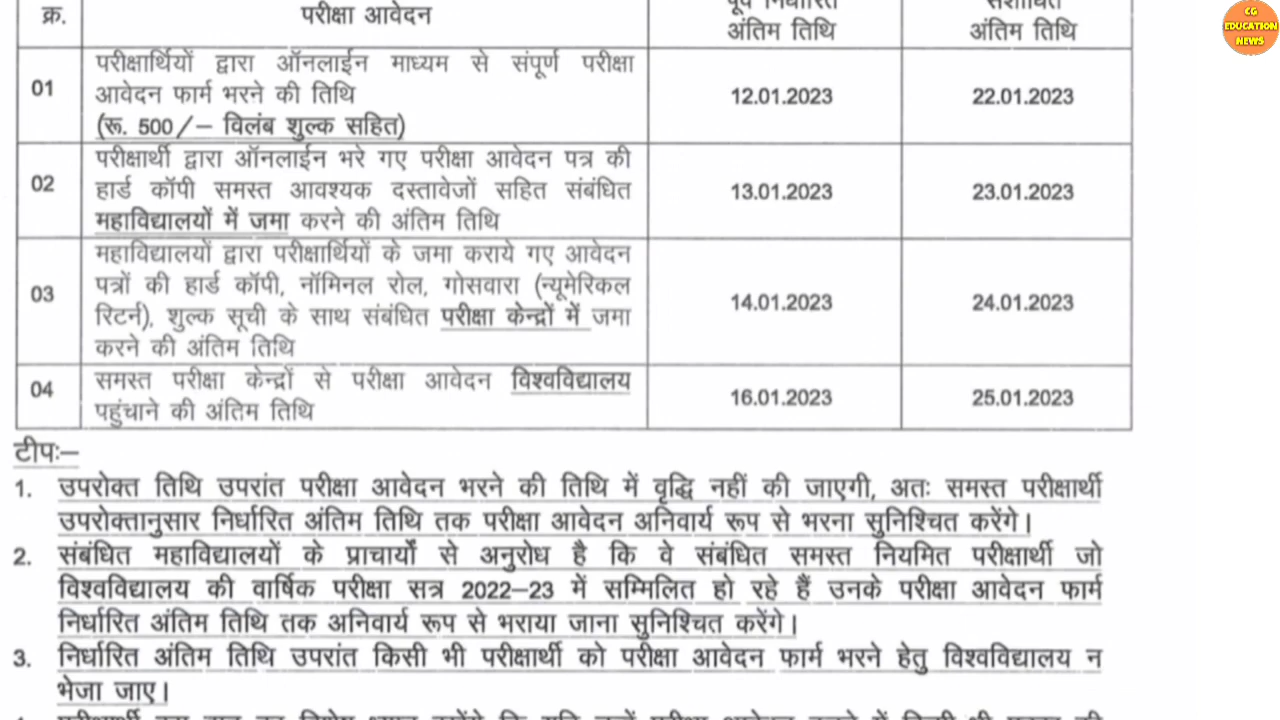 क्र.
परीक्षा आवेदन
पूर्व निर्धारित
अंतिम तिथि
संशोधित
अंतिम तिथि
CG
EDUCATION
NEWS
01
परीक्षार्थियों द्वारा ऑनलाईन माध्यम से संपूर्ण परीक्षा
आवेदन फार्म भरने की तिथि
(रू. 500/– विलंब शुल्क सहित)
12.01.2023
22.01.2023
02
परीक्षार्थी द्वारा ऑनलाईन भरे गए परीक्षा आवेदन पत्र की
हार्ड कॉपी समस्त आवश्यक दस्तावेजों सहित संबंधित
महाविद्यालयों में जमा करने की अंतिम तिथि
13.01.2023
23.01.2023
03
महाविद्यालयों द्वारा परीक्षार्थियों के जमा कराये गए आवेदन
पत्रों की हार्ड कॉपी, नॉमिनल रोल, गोसवारा (न्यूमेरिकल
रिटर्न), शुल्क सूची के साथ संबंधित परीक्षा केन्द्रों में जमा
करने की अंतिम तिथि
14.01.2023
24.01.2023
04
समस्त परीक्षा केन्द्रों से परीक्षा आवेदन विश्वविद्यालय
पहुंचाने की अंतिम तिथि
16.01.2023
25.01.2023
टीपः–
1. उपरोक्त तिथि उपरांत परीक्षा आवेदन भरने की तिथि में वृद्धि नहीं की जाएगी, अतः समस्त परीक्षार्थी
उपरोक्तानुसार निर्धारित अंतिम तिथि तक परीक्षा आवेदन अनिवार्य रूप से भरना सुनिश्चित करेंगे।
2. संबंधित महाविद्यालयों के प्राचार्यों से अनुरोध है कि वे संबंधित समस्त नियमित परीक्षार्थी जो
विश्वविद्यालय की वार्षिक परीक्षा सत्र 2022–23 में सम्मिलित हो रहे हैं उनके परीक्षा आवेदन फार्म
निर्धारित अंतिम तिथि तक अनिवार्य रूप से भराया जाना सुनिश्चित करेंगे।
3. निर्धारित अंतिम तिथि उपरांत किसी भी परीक्षार्थी को परीक्षा आवेदन फार्म भरने हेतु विश्वविद्यालय न
भेजा जाए।